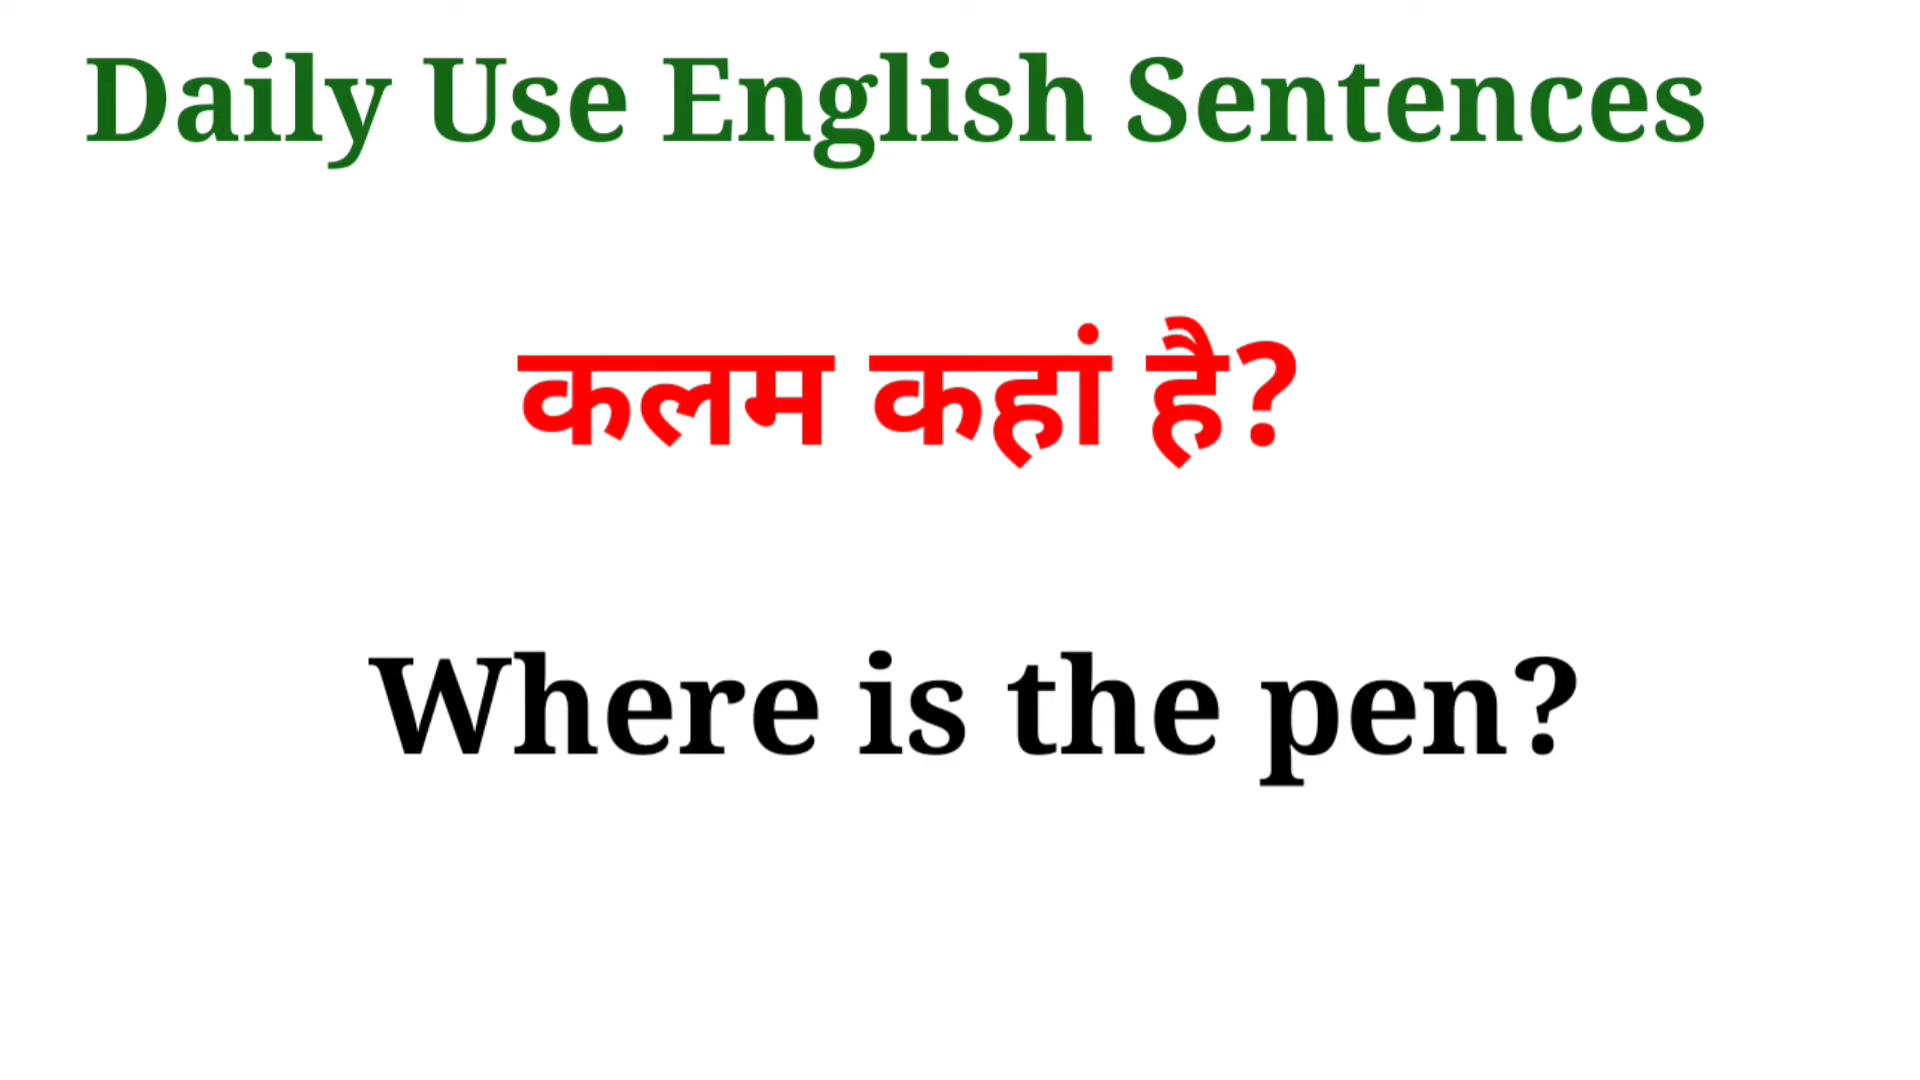 Daily Use English Sentences
कलम कहां है?
Where is the pen?